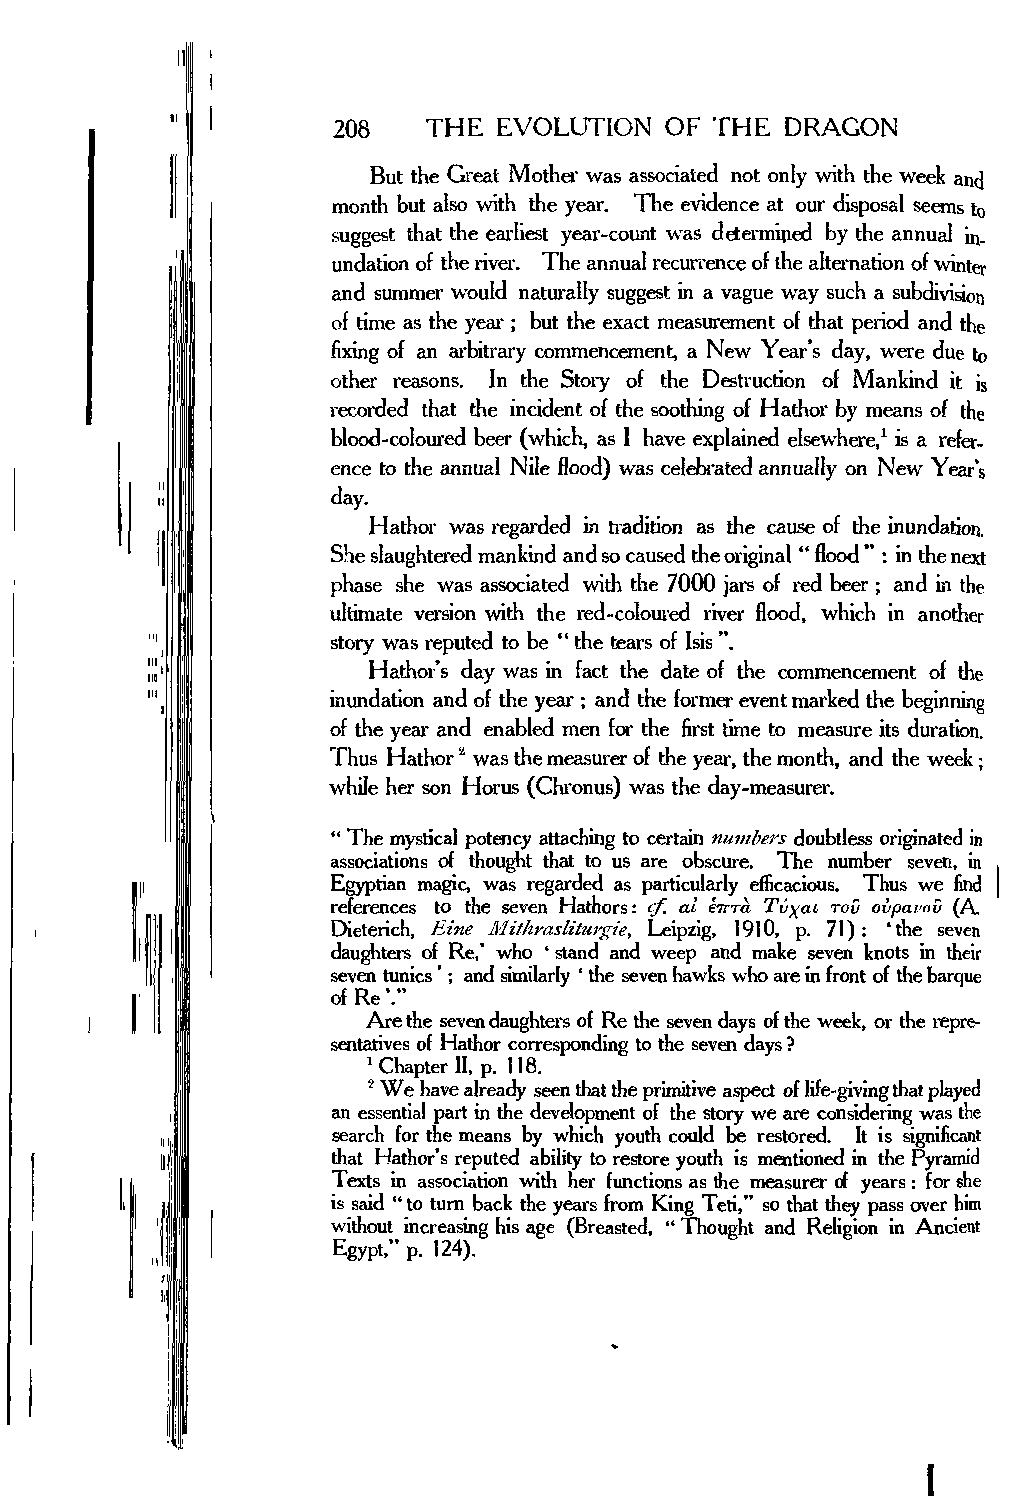 208 THE EVOLUTION OF THE DRAGON
But the Great Mother was associated not only with the week and
month but also with the year. The evidence at our disposal seems to
suggest that the earliest year-count was determined by the annual in-
undation of the river. The annual recurrence of the alternation of winter
and summer would naturally suggest in a vague way such a subdivision
of time as the year ; but the exact measurement of that period and the
fixing of an arbitrary commencement, a New Year's day, were due to
other reasons. In the Story of the Destruction of Mankind it is
recorded that the incident of the soothing of Hathor by means of the
blood-coloured beer (which, as I have explained elsewhere,¹ is a refer-
ence to the annual Nile flood) was celebrated annually on New Year's
day.
Hathor was regarded in tradition as the cause of the inundation.
She slaughtered mankind and so caused the original “ flood ” : in the next
phase she was associated with the 7000 jars of red beer ; and in the
ultimate version with the red-coloured river flood, which in another
story was reputed to be “ the tears of Isis ”.
Hathor's day was in fact the date of the commencement of the
inundation and of the year ; and the former event marked the beginning
of the year and enabled men for the first time to measure its duration.
Thus Hathor ² was the measurer of the year, the month, and the week ;
while her son Horus (Chronus) was the day-measurer.
“ The mystical potency attaching to certain numbers doubtless originated in
associations of thought that to us are obscure. The number seven, in
Egyptian magic, was regarded as particularly efficacious. Thus we find
references to the seven Hathors : cf. αἱ ἑπτὰ Τύχαι τοῦ οὐρανοῦ (A.
Dieterich, Eine Mithrasliturgie, Leipzig, 1910, p. 71) : ‘the seven
daughters of Re,’ who ‘ stand and weep and make seven knots in their
seven tunics ’ ; and similarly ‘ the seven hawks who are in front of the barque
of Re ’.”
Are the seven daughters of Re the seven days of the week, or the repre-
sentatives of Hathor corresponding to the seven days ?
¹ Chapter II, p. 118.
² We have already seen that the primitive aspect of life-giving that played
an essential part in the development of the story we are considering was the
search for the means by which youth could be restored. It is significant
that Hathor's reputed ability to restore youth is mentioned in the Pyramid
Texts in association with her functions as the measurer of years : for she
is said “to turn back the years from King Teti,” so that they pass over him
without increasing his age (Breasted, “ Thought and Religion in Ancient
Egypt,” p. 124).